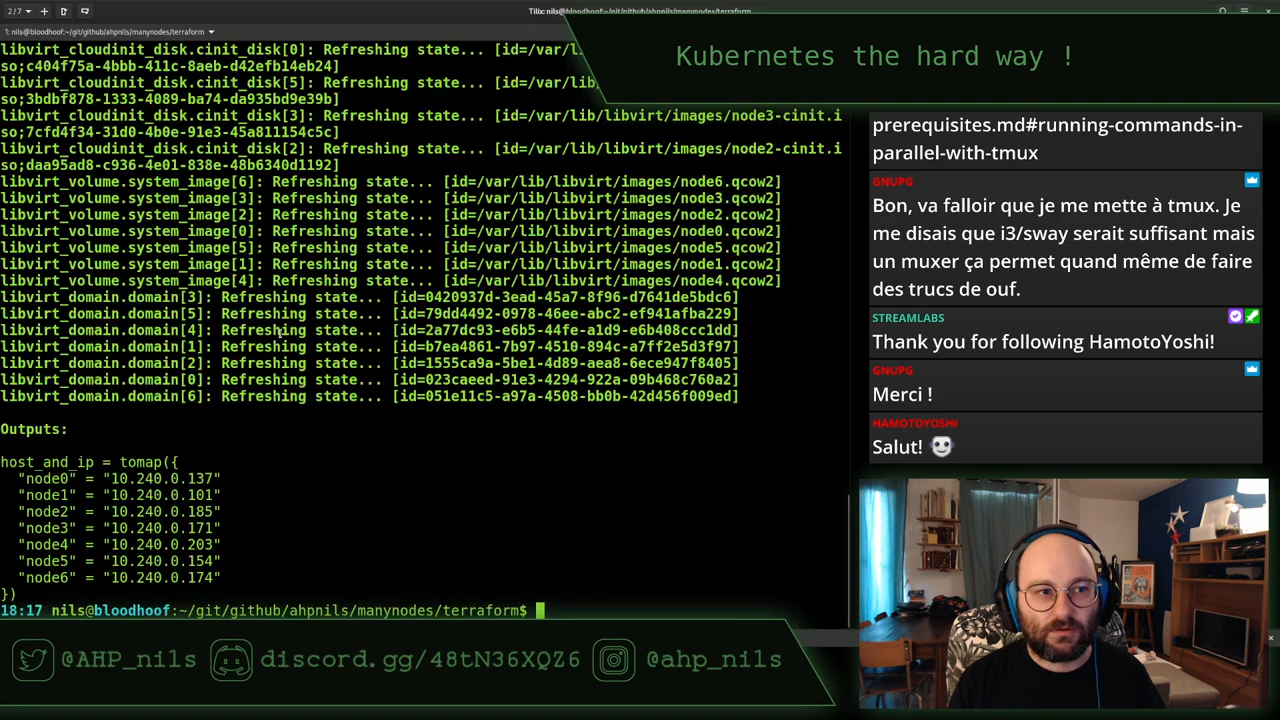 2/7
Tilix: nils@bloodhoof:~/git/github/ahpnils/manynodes/terraform
1: nils@bloodhoof:~/git/github/ahpnils/manynodes/terraform
Kubernetes the hard way !
libvirt_cloudinit_disk.cinit_disk[0]: Refreshing state... [id=/var/l
so;c404f75a-4bbb-411c-8aeb-d42efb14eb24]
libvirt_cloudinit_disk.cinit_disk[5]: Refreshing state... [id=/var/lib
so;3bdbf878-1333-4089-ba74-da935bd9e39b]
libvirt_cloudinit_disk.cinit_disk[3]: Refreshing state... [id=/var/lib/libvirt/images/node3-cinit.i
so;7cfd4f34-31d0-4b0e-91e3-45a811154c5c]
libvirt_cloudinit_disk.cinit_disk[2]: Refreshing state... [id=/var/lib/libvirt/images/node2-cinit.i
so;daa95ad8-c936-4e01-838e-48b6340d1192]
libvirt_volume.system_image[6]: Refreshing state... [id=/var/lib/libvirt/images/node6.qcow2]
libvirt_volume.system_image[3]: Refreshing state... [id=/var/lib/libvirt/images/node3.qcow2]
libvirt_volume.system_image[2]: Refreshing state... [id=/var/lib/libvirt/images/node2.qcow2]
libvirt_volume.system_image[0]: Refreshing state... [id=/var/lib/libvirt/images/node0.qcow2]
libvirt_volume.system_image[5]: Refreshing state... [id=/var/lib/libvirt/images/node5.qcow2]
libvirt_volume.system_image[1]: Refreshing state... [id=/var/lib/libvirt/images/node1.qcow2]
libvirt_volume.system_image[4]: Refreshing state... [id=/var/lib/libvirt/images/node4.qcow2]
libvirt_domain.domain[3]: Refreshing state... [id=0420937d-3ead-45a7-8f96-d7641de5bdc6]
libvirt_domain.domain[5]: Refreshing state... [id=79dd4492-0978-46ee-abc2-ef941afba229]
libvirt_domain.domain[4]: Refreshing state... [id=2a77dc93-e6b5-44fe-a1d9-e6b408ccc1dd]
libvirt_domain.domain[1]: Refreshing state... [id=b7ea4861-7b97-4510-894c-a7ff2e5d3f97]
libvirt_domain.domain[2]: Refreshing state... [id=1555ca9a-5be1-4d89-aea8-6ece947f8405]
libvirt_domain.domain[0]: Refreshing state... [id=023caeed-91e3-4294-922a-09b468c760a2]
libvirt_domain.domain[6]: Refreshing state... [id=051e11c5-a97a-4508-bb0b-42d456f009ed]
Outputs:
host_and_ip = tomap({
"node0" = "10.240.0.137"
"node1" = "10.240.0.101"
"node2" = "10.240.0.185"
"node3" = "10.240.0.171"
"node4" = "10.240.0.203"
"node5" = "10.240.0.154"
"node6" = "10.240.0.174"
})
18:17 nils@bloodhoof:~/git/github/ahpnils/manynodes/terraform$
prerequisites.md#running-commands-in-
parallel-with-tmux
GNUPG
Bon, va falloir que je me mette à tmux. Je
me disais que i3/sway serait suffisant mais
un muxer ça permet quand même de faire
des trucs de ouf.
STREAMLABS
Thank you for following HamotoYoshi!
GNUPG
Merci !
HAMOTOYOSHI
Salut!
@AHP_nils
discord.gg/48tN36XQZ6
@ahp_nils